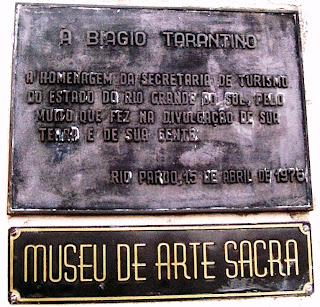 À BIAGIO TARANTINO
A HOMENAGEM DA SECRETARIA DE TURISMO
DO ESTADO DO RIO GRANDE DO SUL, PELO
MUITO QUE FEZ NA DIVULGAÇÃO DE SUA
TERRA E DE SUA GENTE
RIO PARDO, 15 DE ABRIL DE 1975
MUSEU DE ARTE SACRA